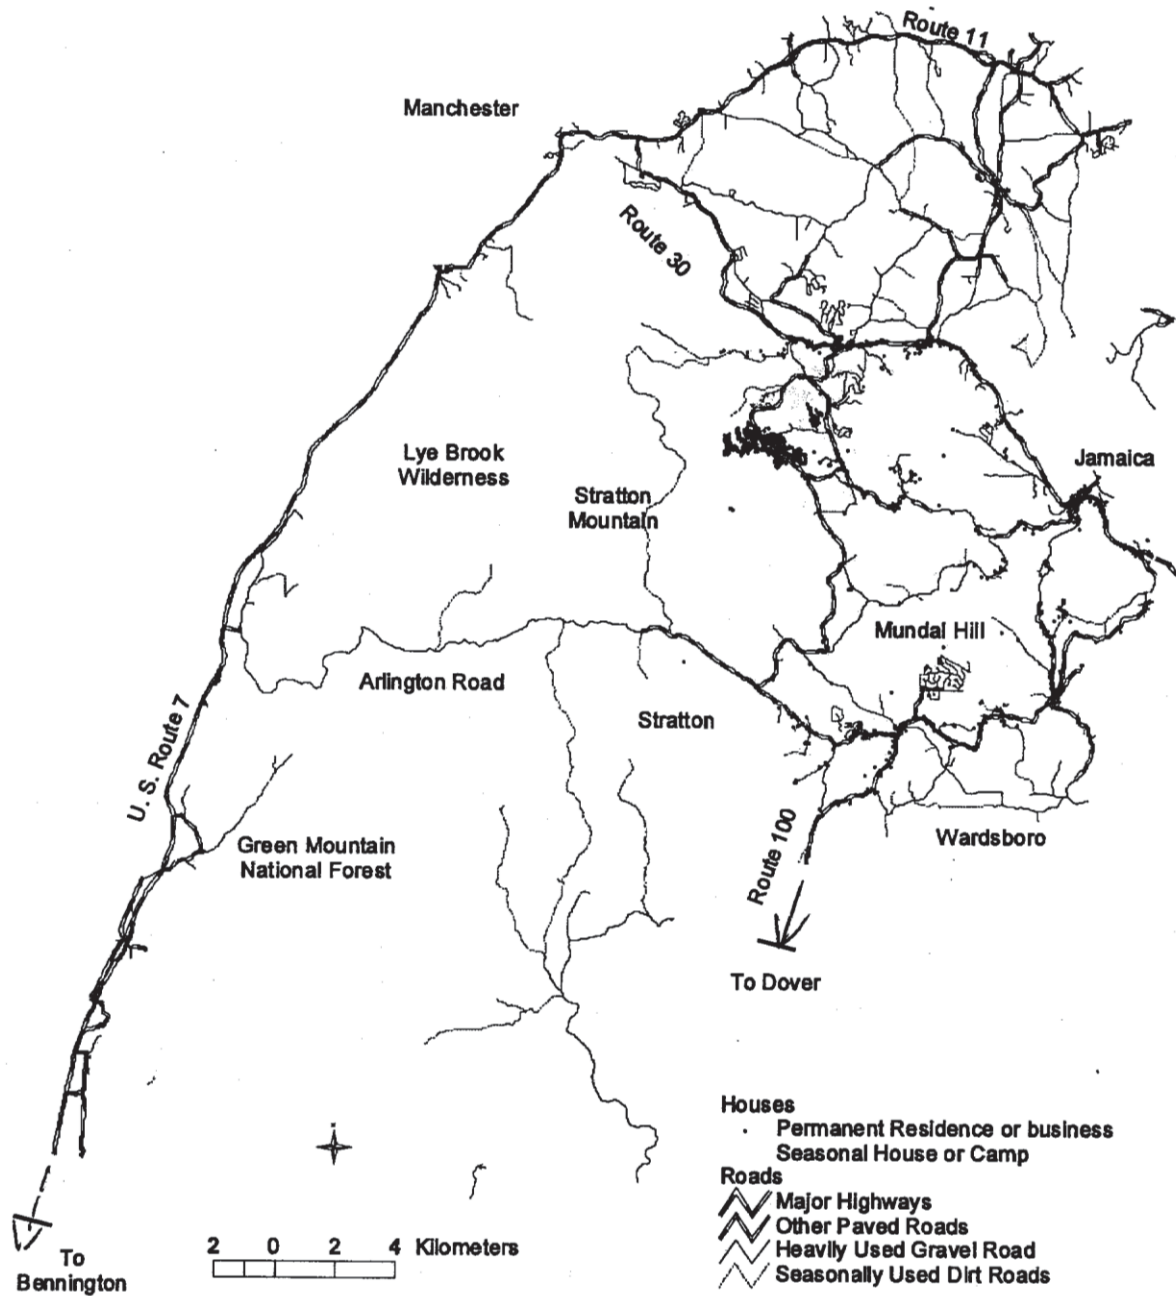 Route 11
Manchester
Route 30
Lye Brook
Wilderness
Stratton
Mountain
Jamaica
Mundal Hill
Arlington Road
Stratton
U. S. Route 7
Green Mountain
National Forest
Route 100
Wardsboro
To Dover
Houses
Permanent Residence or business
Seasonal House or Camp
Roads
Major Highways
Other Paved Roads
Heavily Used Gravel Road
Seasonally Used Dirt Roads
2 0 2 4 Kilometers
To
Bennington